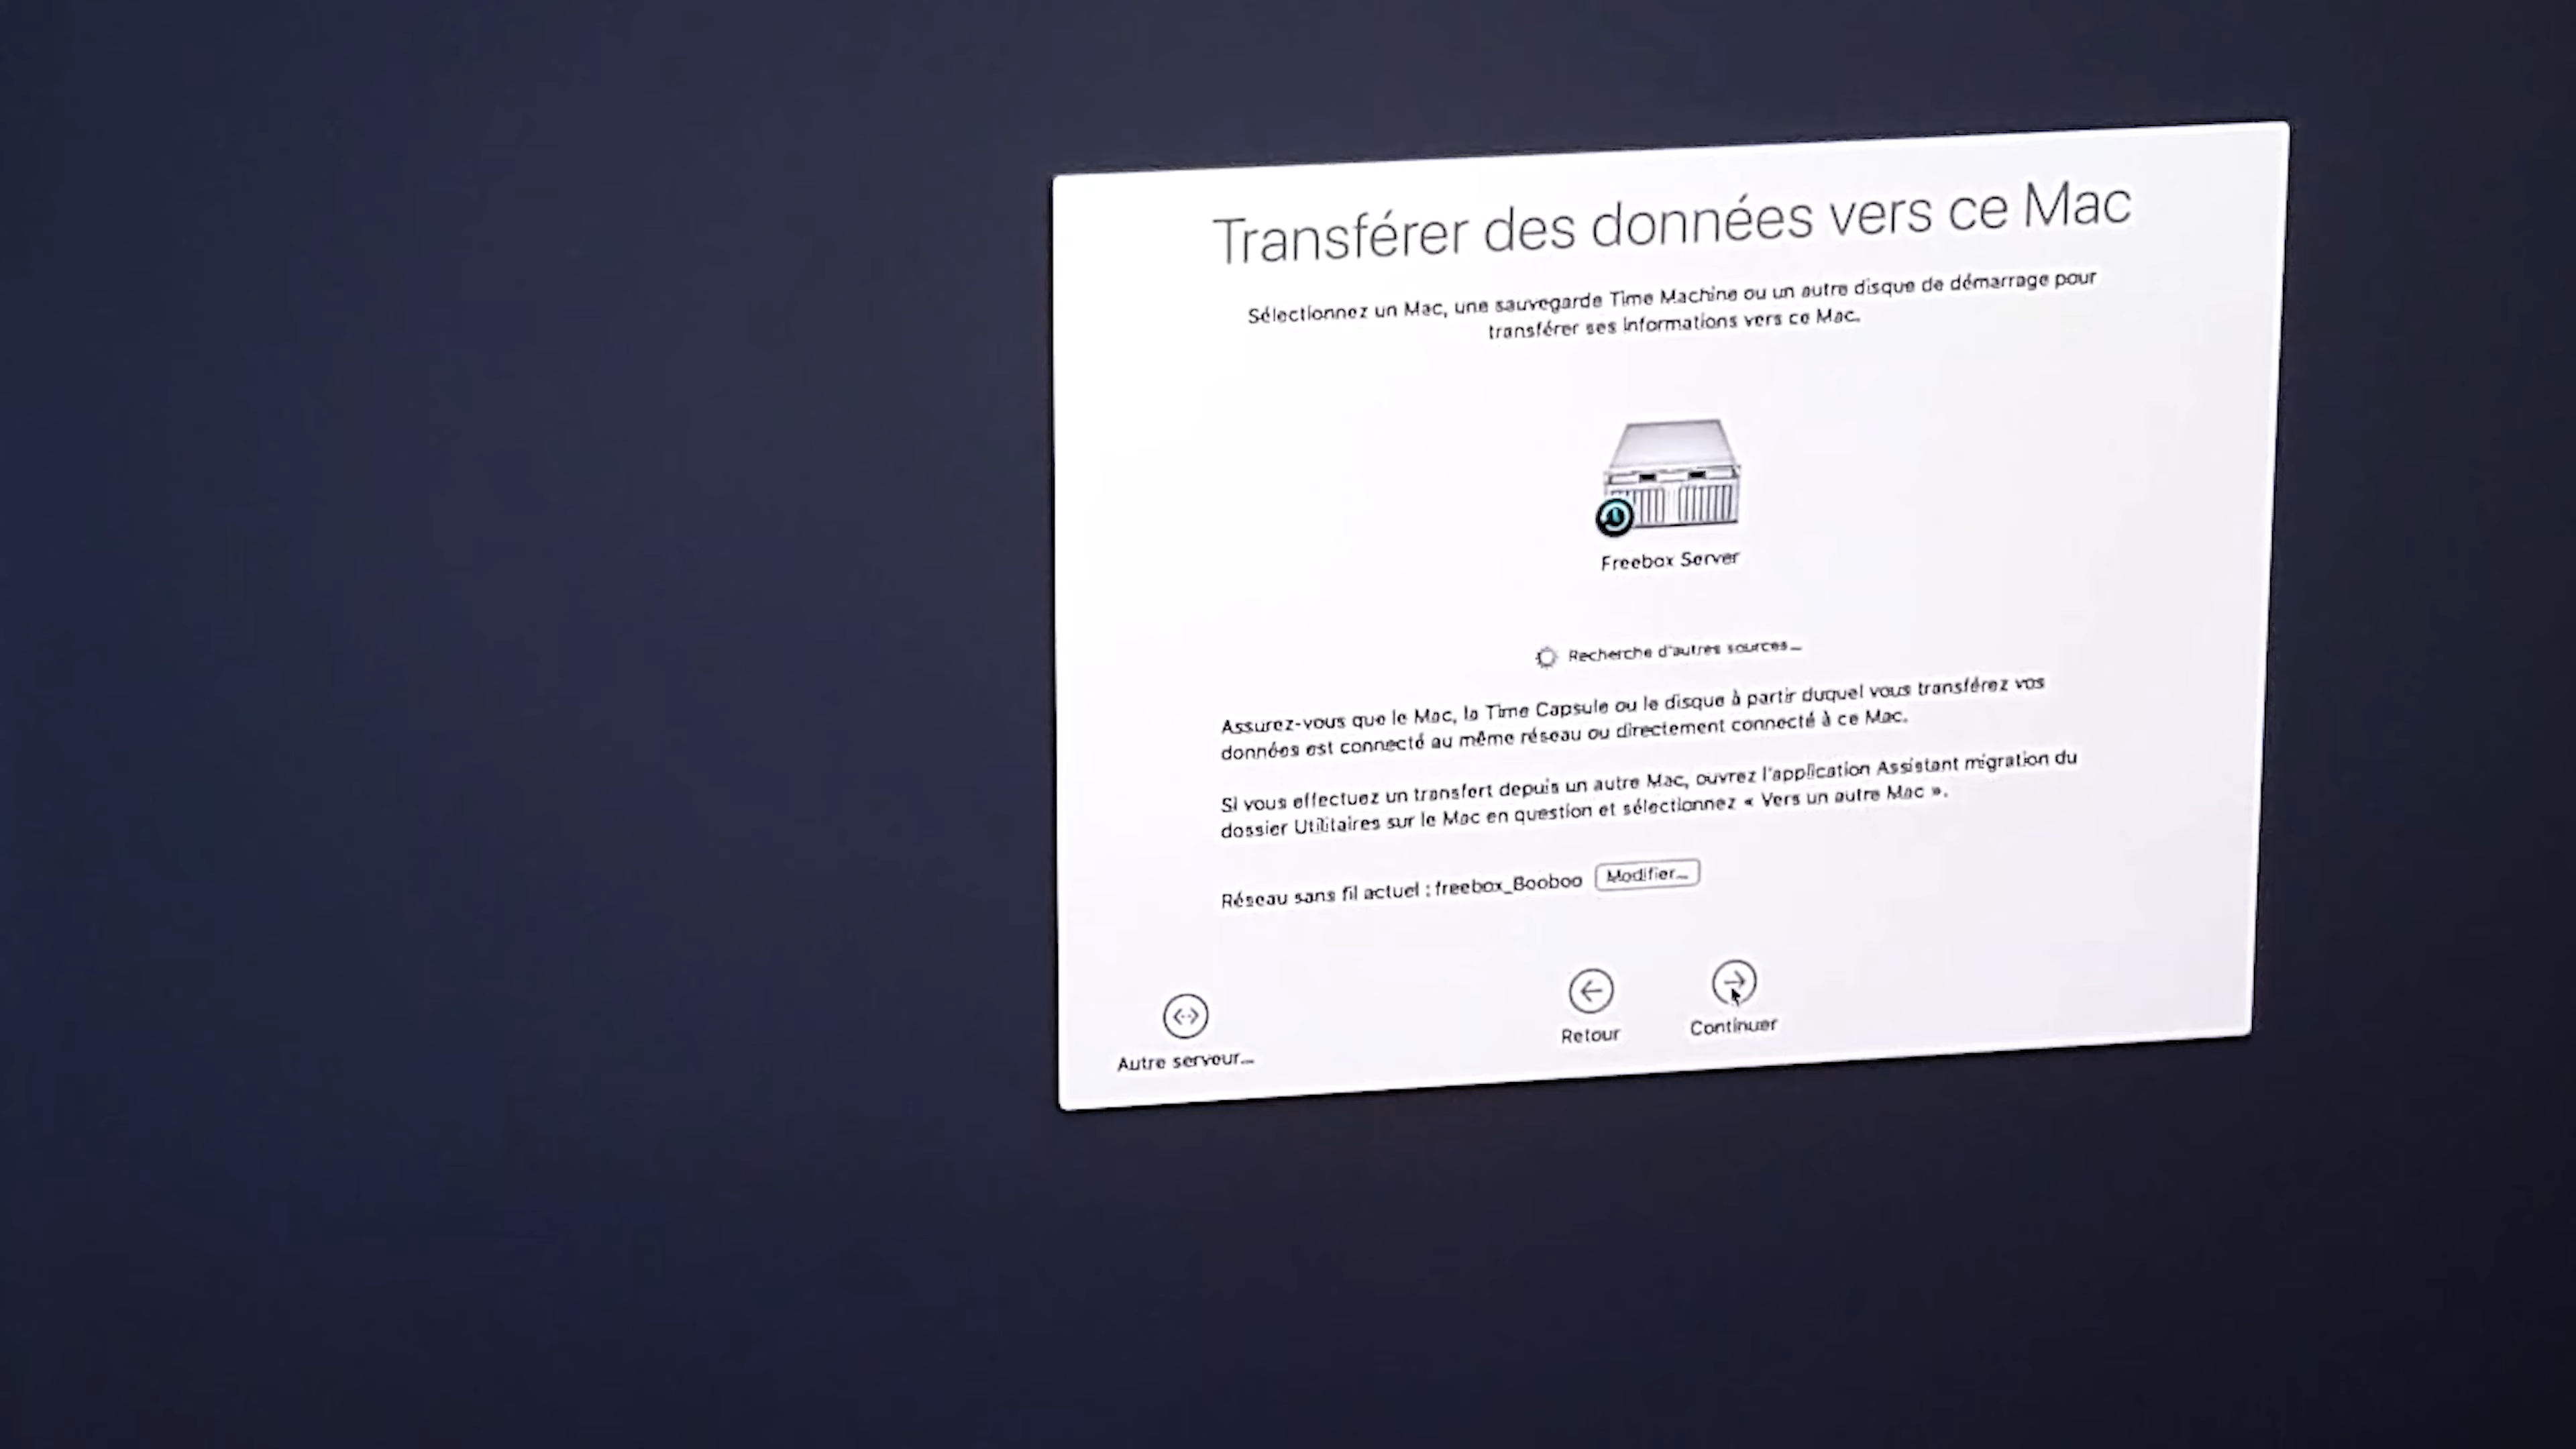 Transférer des données vers ce Mac
Sélectionnez un Mac, une sauvegarde Time Machine ou un autre disque de démarrage pour
transférer ses informations vers ce Mac.
Freebox Server
Recherche d'autres sources...
Assurez-vous que le Mac, la Time Capsule ou le disque à partir duquel vous transférez vos
données est connecté au même réseau ou directement connecté à ce Mac.
Si vous effectuez un transfert depuis un autre Mac, ouvrez l'application Assistant migration du
dossier Utilitaires sur le Mac en question et sélectionnez « Vers un autre Mac ».
Réseau sans fil actuel : freebox_Booboo Modifier...
Autre serveur... Retour Continuer